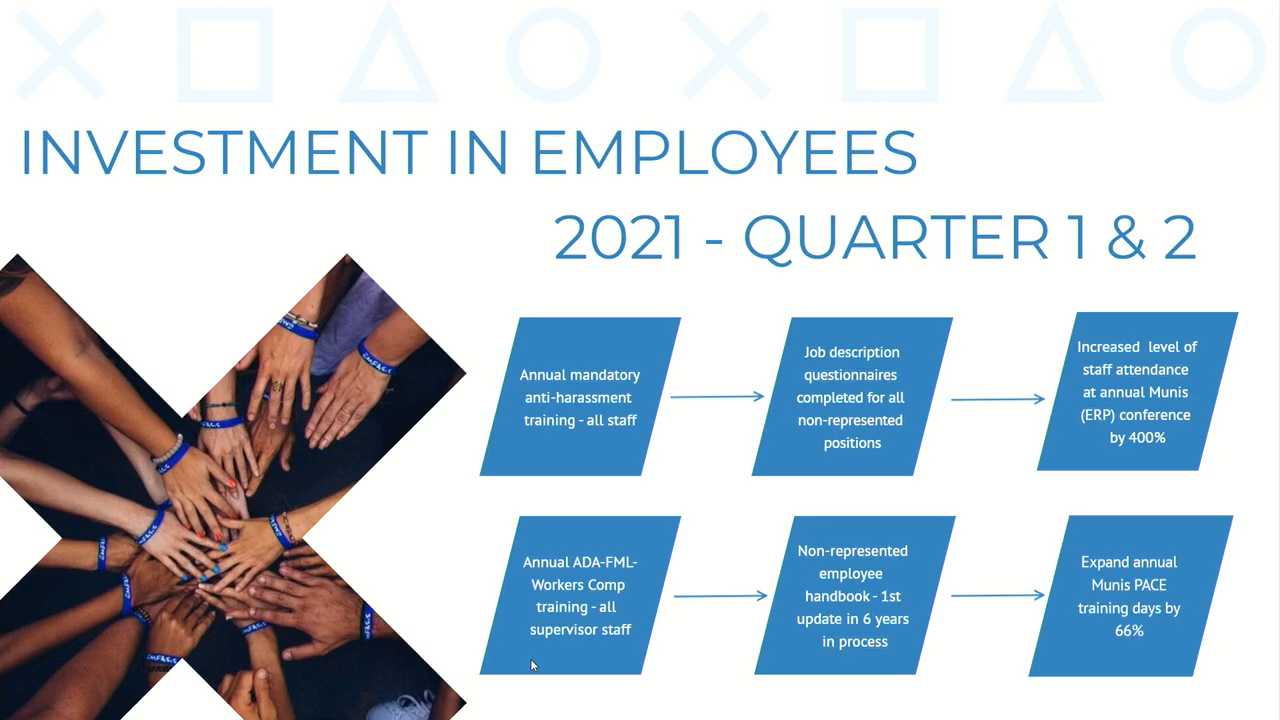 INVESTMENT IN EMPLOYEES
2021 - QUARTER 1 & 2
Annual mandatory
anti-harassment
training - all staff
Job description
questionnaires
completed for all
non-represented
positions
Increased level of
staff attendance
at annual Munis
(ERP) conference
by 400%
Annual ADA-FML-
Workers Comp
training - all
supervisor staff
Non-represented
employee
handbook - 1st
update in 6 years
in process
Expand annual
Munis PACE
training days by
66%